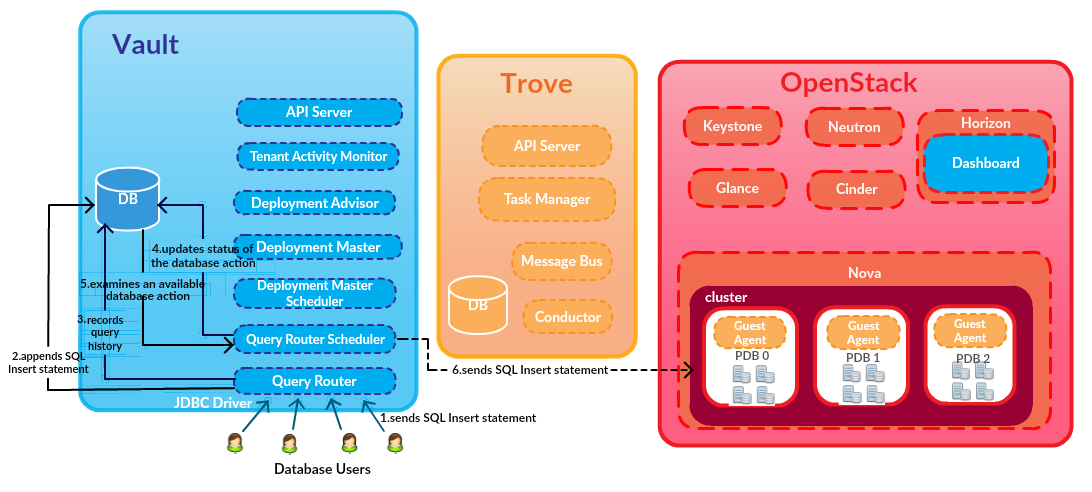 Vault
API Server
Tenant Activity Monitor
DB
Deployment Advisor
4.updates status of
the database action
Deployment Master
5.examines an available
database action
Deployment Master
Scheduler
3.records
query
history
Query Router Scheduler
2.appends SQL
Insert statement
Query Router
JDBC Driver
1.sends SQL Insert statement
Database Users
Trove
API Server
Task Manager
Message Bus
DB
Conductor
6.sends SQL Insert statement
OpenStack
Keystone
Neutron
Horizon
Dashboard
Glance
Cinder
Nova
cluster
Guest
Agent
PDB 0
Guest
Agent
PDB 1
Guest
Agent
PDB 2